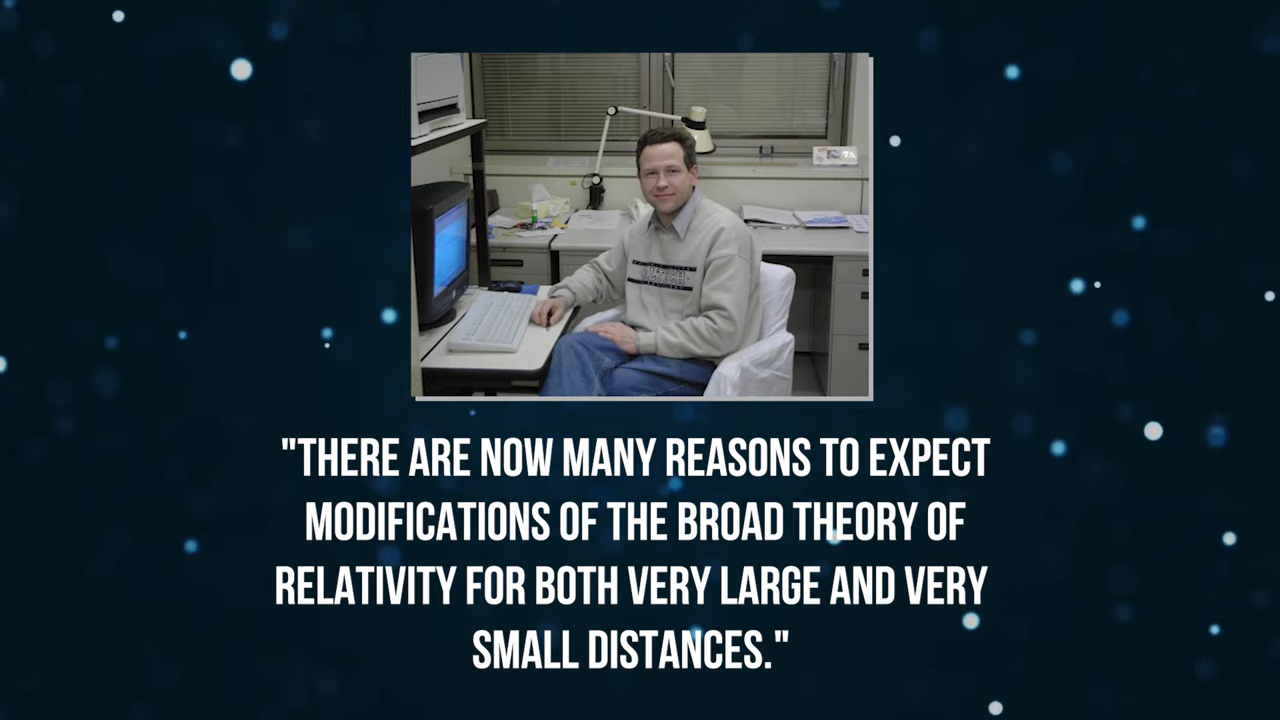 "THERE ARE NOW MANY REASONS TO EXPECT
MODIFICATIONS OF THE BROAD THEORY OF
RELATIVITY FOR BOTH VERY LARGE AND VERY
SMALL DISTANCES."